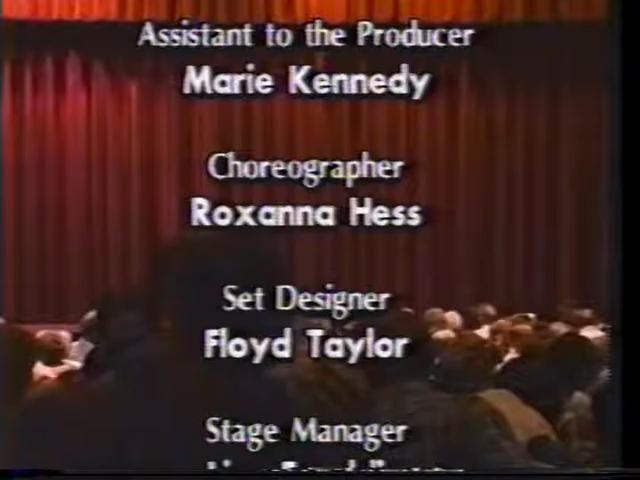 Assistant to the Producer
Marie Kennedy
Choreographer
Roxanna Hess
Set Designer
Floyd Taylor
Stage Manager